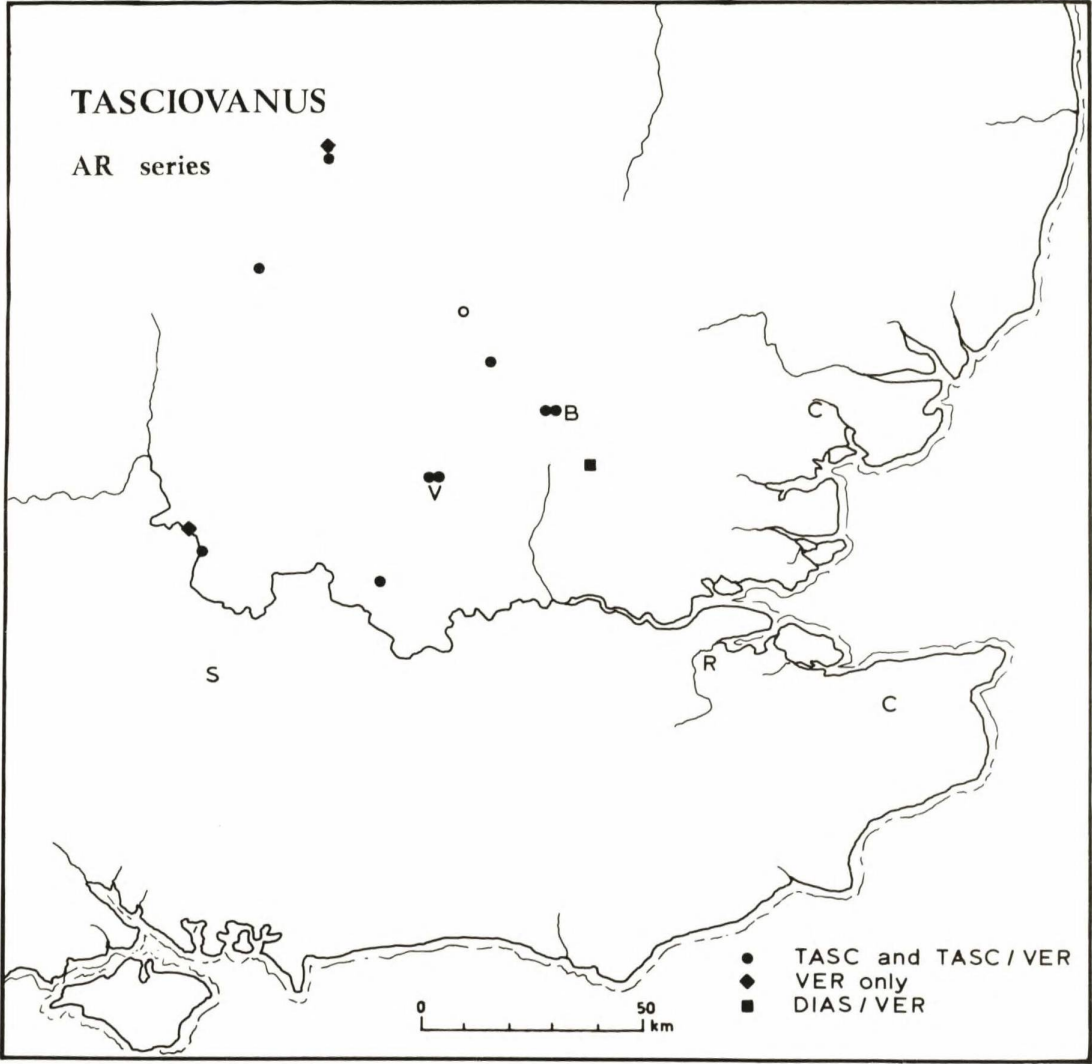 TASCIOVANUS
AR series
B
C
V
S
R
C
TASC and TASC/VER
VER only
DIAS/VER
0 50
km